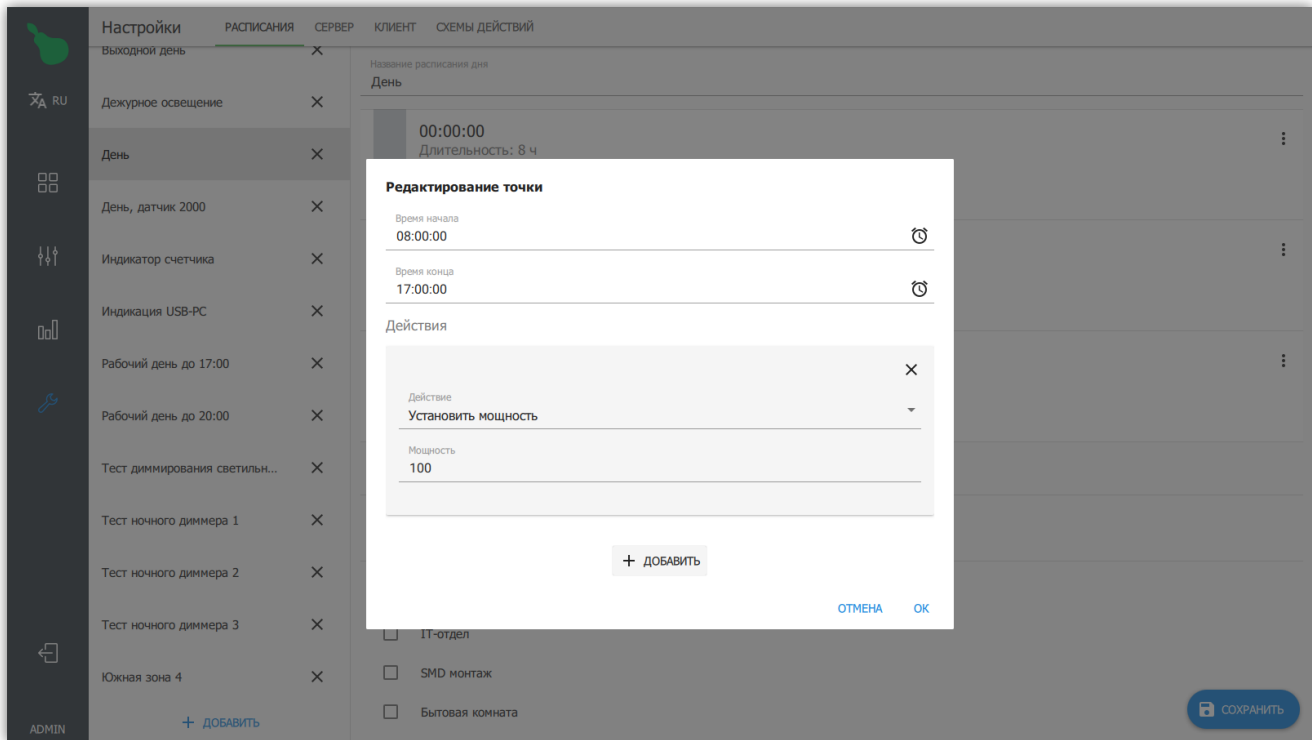 Настройки
РАСПИСАНИЯ
СЕРВЕР
КЛИЕНТ
СХЕМЫ ДЕЙСТВИЙ
RU
ADMIN
Выходной день
Дежурное освещение
День
День, датчик 2000
Индикатор счетчика
Индикация USB-PC
Рабочий день до 17:00
Рабочий день до 20:00
Тест диммирования светильн...
Тест ночного диммера 1
Тест ночного диммера 2
Тест ночного диммера 3
Южная зона 4
+ ДОБАВИТЬ
Название расписания дня
День
00:00:00
Длительность: 8 ч
Редактирование точки
Время начала
08:00:00
Время конца
17:00:00
Действия
Действие
Установить мощность
Мощность
100
+ ДОБАВИТЬ
ОТМЕНА
ОК
IT-отдел
SMD монтаж
Бытовая комната
СОХРАНИТЬ